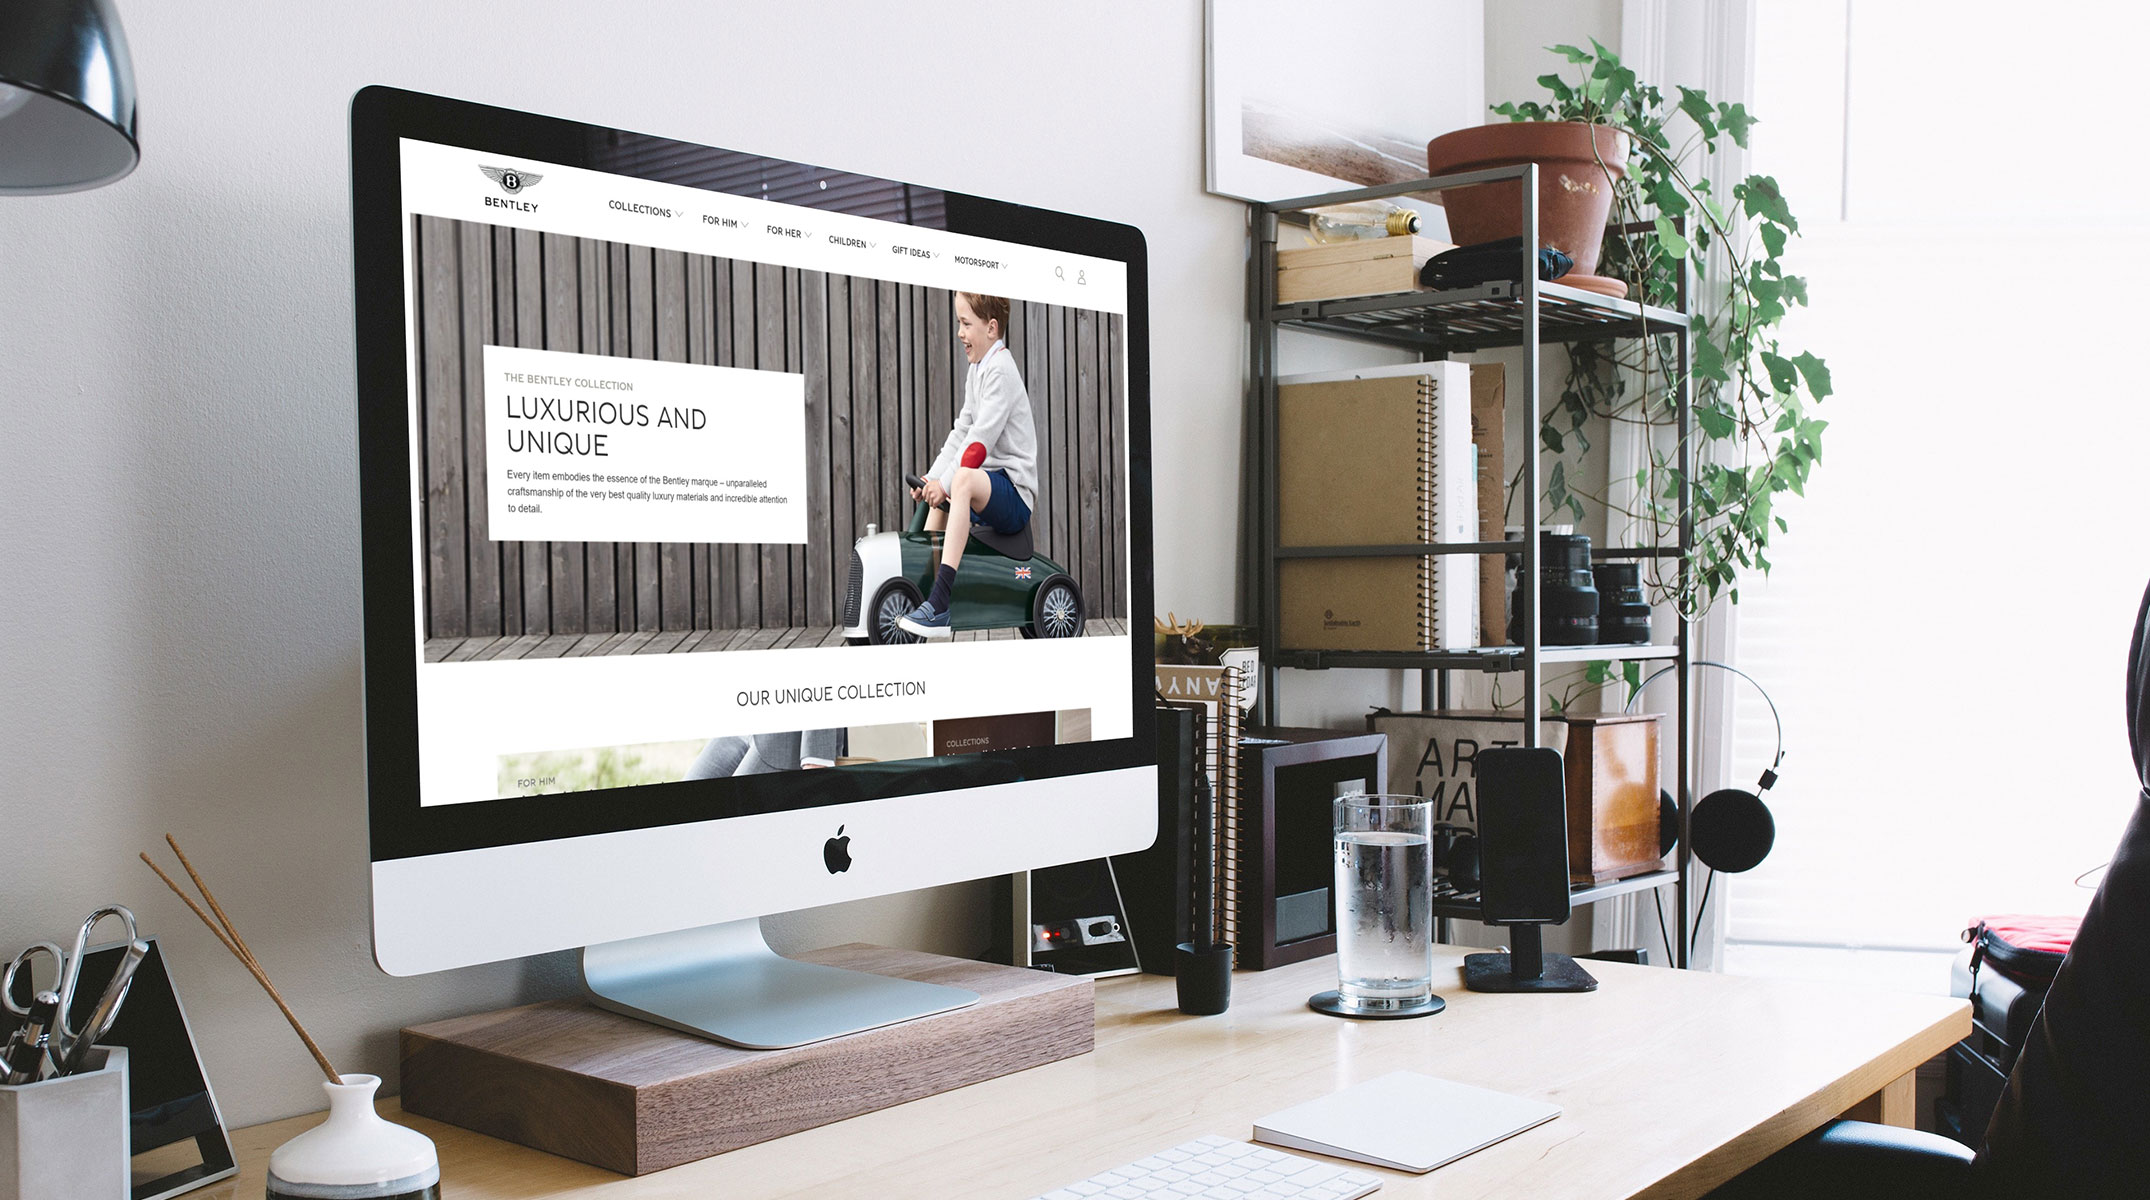 B
BENTLEY
COLLECTIONS
FOR HIM
FOR HER
CHILDREN
GIFT IDEAS
MOTORSPORT
THE BENTLEY COLLECTION
LUXURIOUS AND
UNIQUE
Every item embodies the essence of the Bentley marque – unparalleled
craftsmanship of the very best quality luxury materials and incredible attention
to detail.
OUR UNIQUE COLLECTION
FOR HIM
COLLECTIONS
ANYW
ART
MA